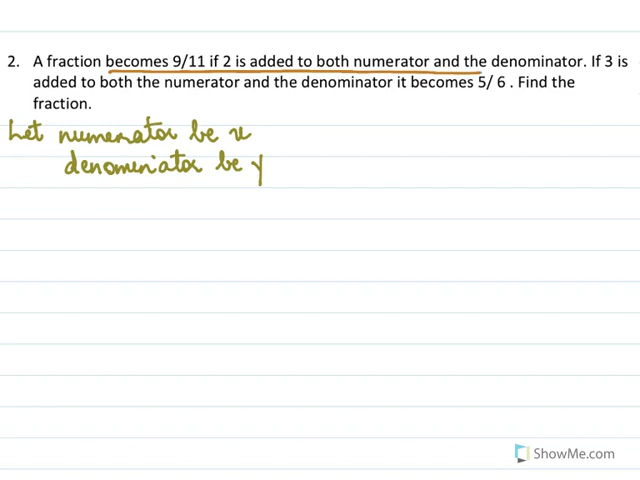 2. A fraction becomes 9/11 if 2 is added to both numerator and the denominator. If 3 is
added to both the numerator and the denominator it becomes 5/ 6 . Find the
fraction.
Let numerator be x
denominator be y
ShowMe.com